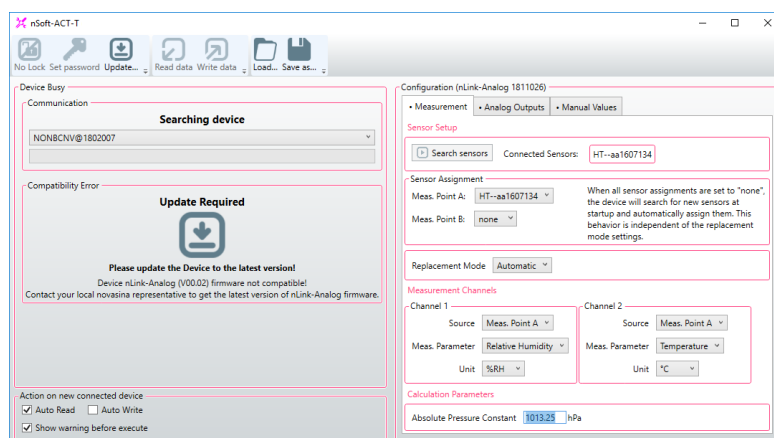 nSoft-ACT-T
No Lock Set password Update... Read data Write data Load... Save as...
Device Busy
Communication
Searching device
NONBCNV@1802007
Compatibility Error
Update Required
Please update the Device to the latest version!
Device nLink-Analog (V00.02) firmware not compatible!
Contact your local novasina representative to get the latest version of nLink-Analog firmware.
Action on new connected device
Auto Read Auto Write
Show warning before execute
Configuration (nLink-Analog 1811026)
• Measurement • Analog Outputs • Manual Values
Sensor Setup
Search sensors Connected Sensors: HT--aa1607134
Sensor Assignment
Meas. Point A: HT--aa1607134
Meas. Point B: none
When all sensor assignments are set to "none",
the device will search for new sensors at
startup and automatically assign them. This
behavior is independent of the replacement
mode settings.
Replacement Mode Automatic
Measurement Channels
Channel 1
Source Meas. Point A
Meas. Parameter Relative Humidity
Unit %RH
Channel 2
Source Meas. Point A
Meas. Parameter Temperature
Unit °C
Calculation Parameters
Absolute Pressure Constant 1013.25 hPa